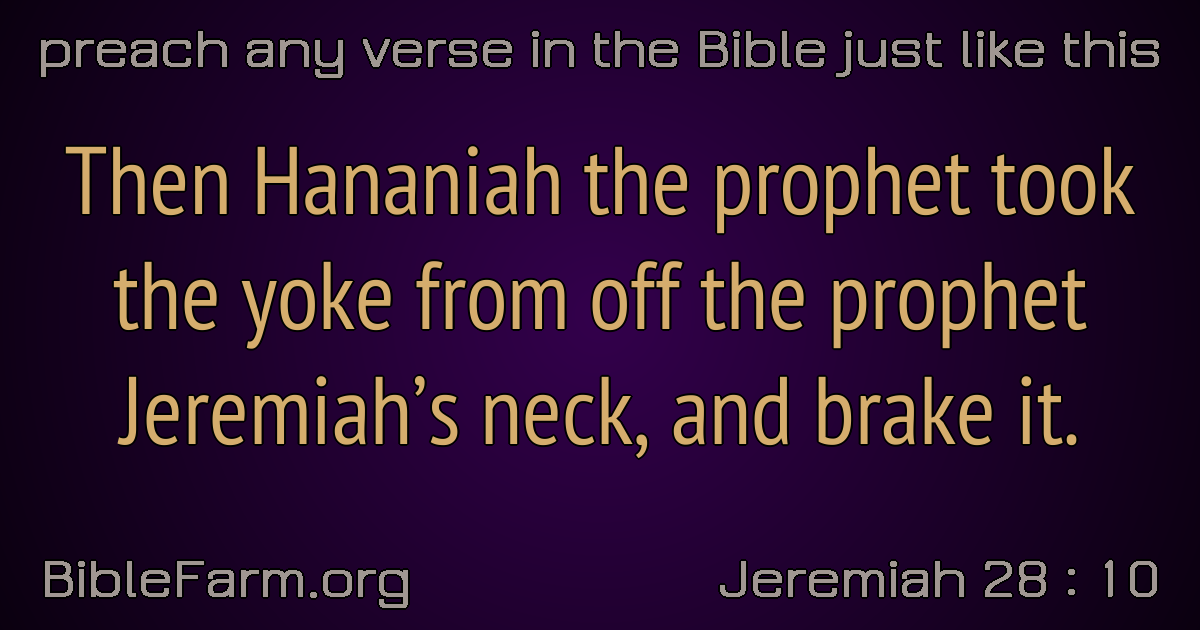 preach any verse in the Bible just like this
Then Hananiah the prophet took
the yoke from off the prophet
Jeremiah’s neck, and brake it.
BibleFarm.org
Jeremiah 28 : 10